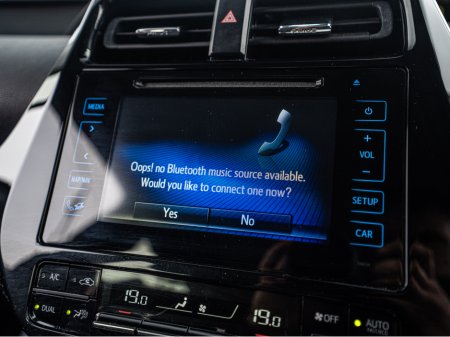 MEDIA
Oops! no Bluetooth music source available.
Would you like to connect one now?
Yes
No
MAP/NAV
+
VOL
−
SETUP
CAR
A/C
19.0
19.0
OFF
AUTO
DUAL